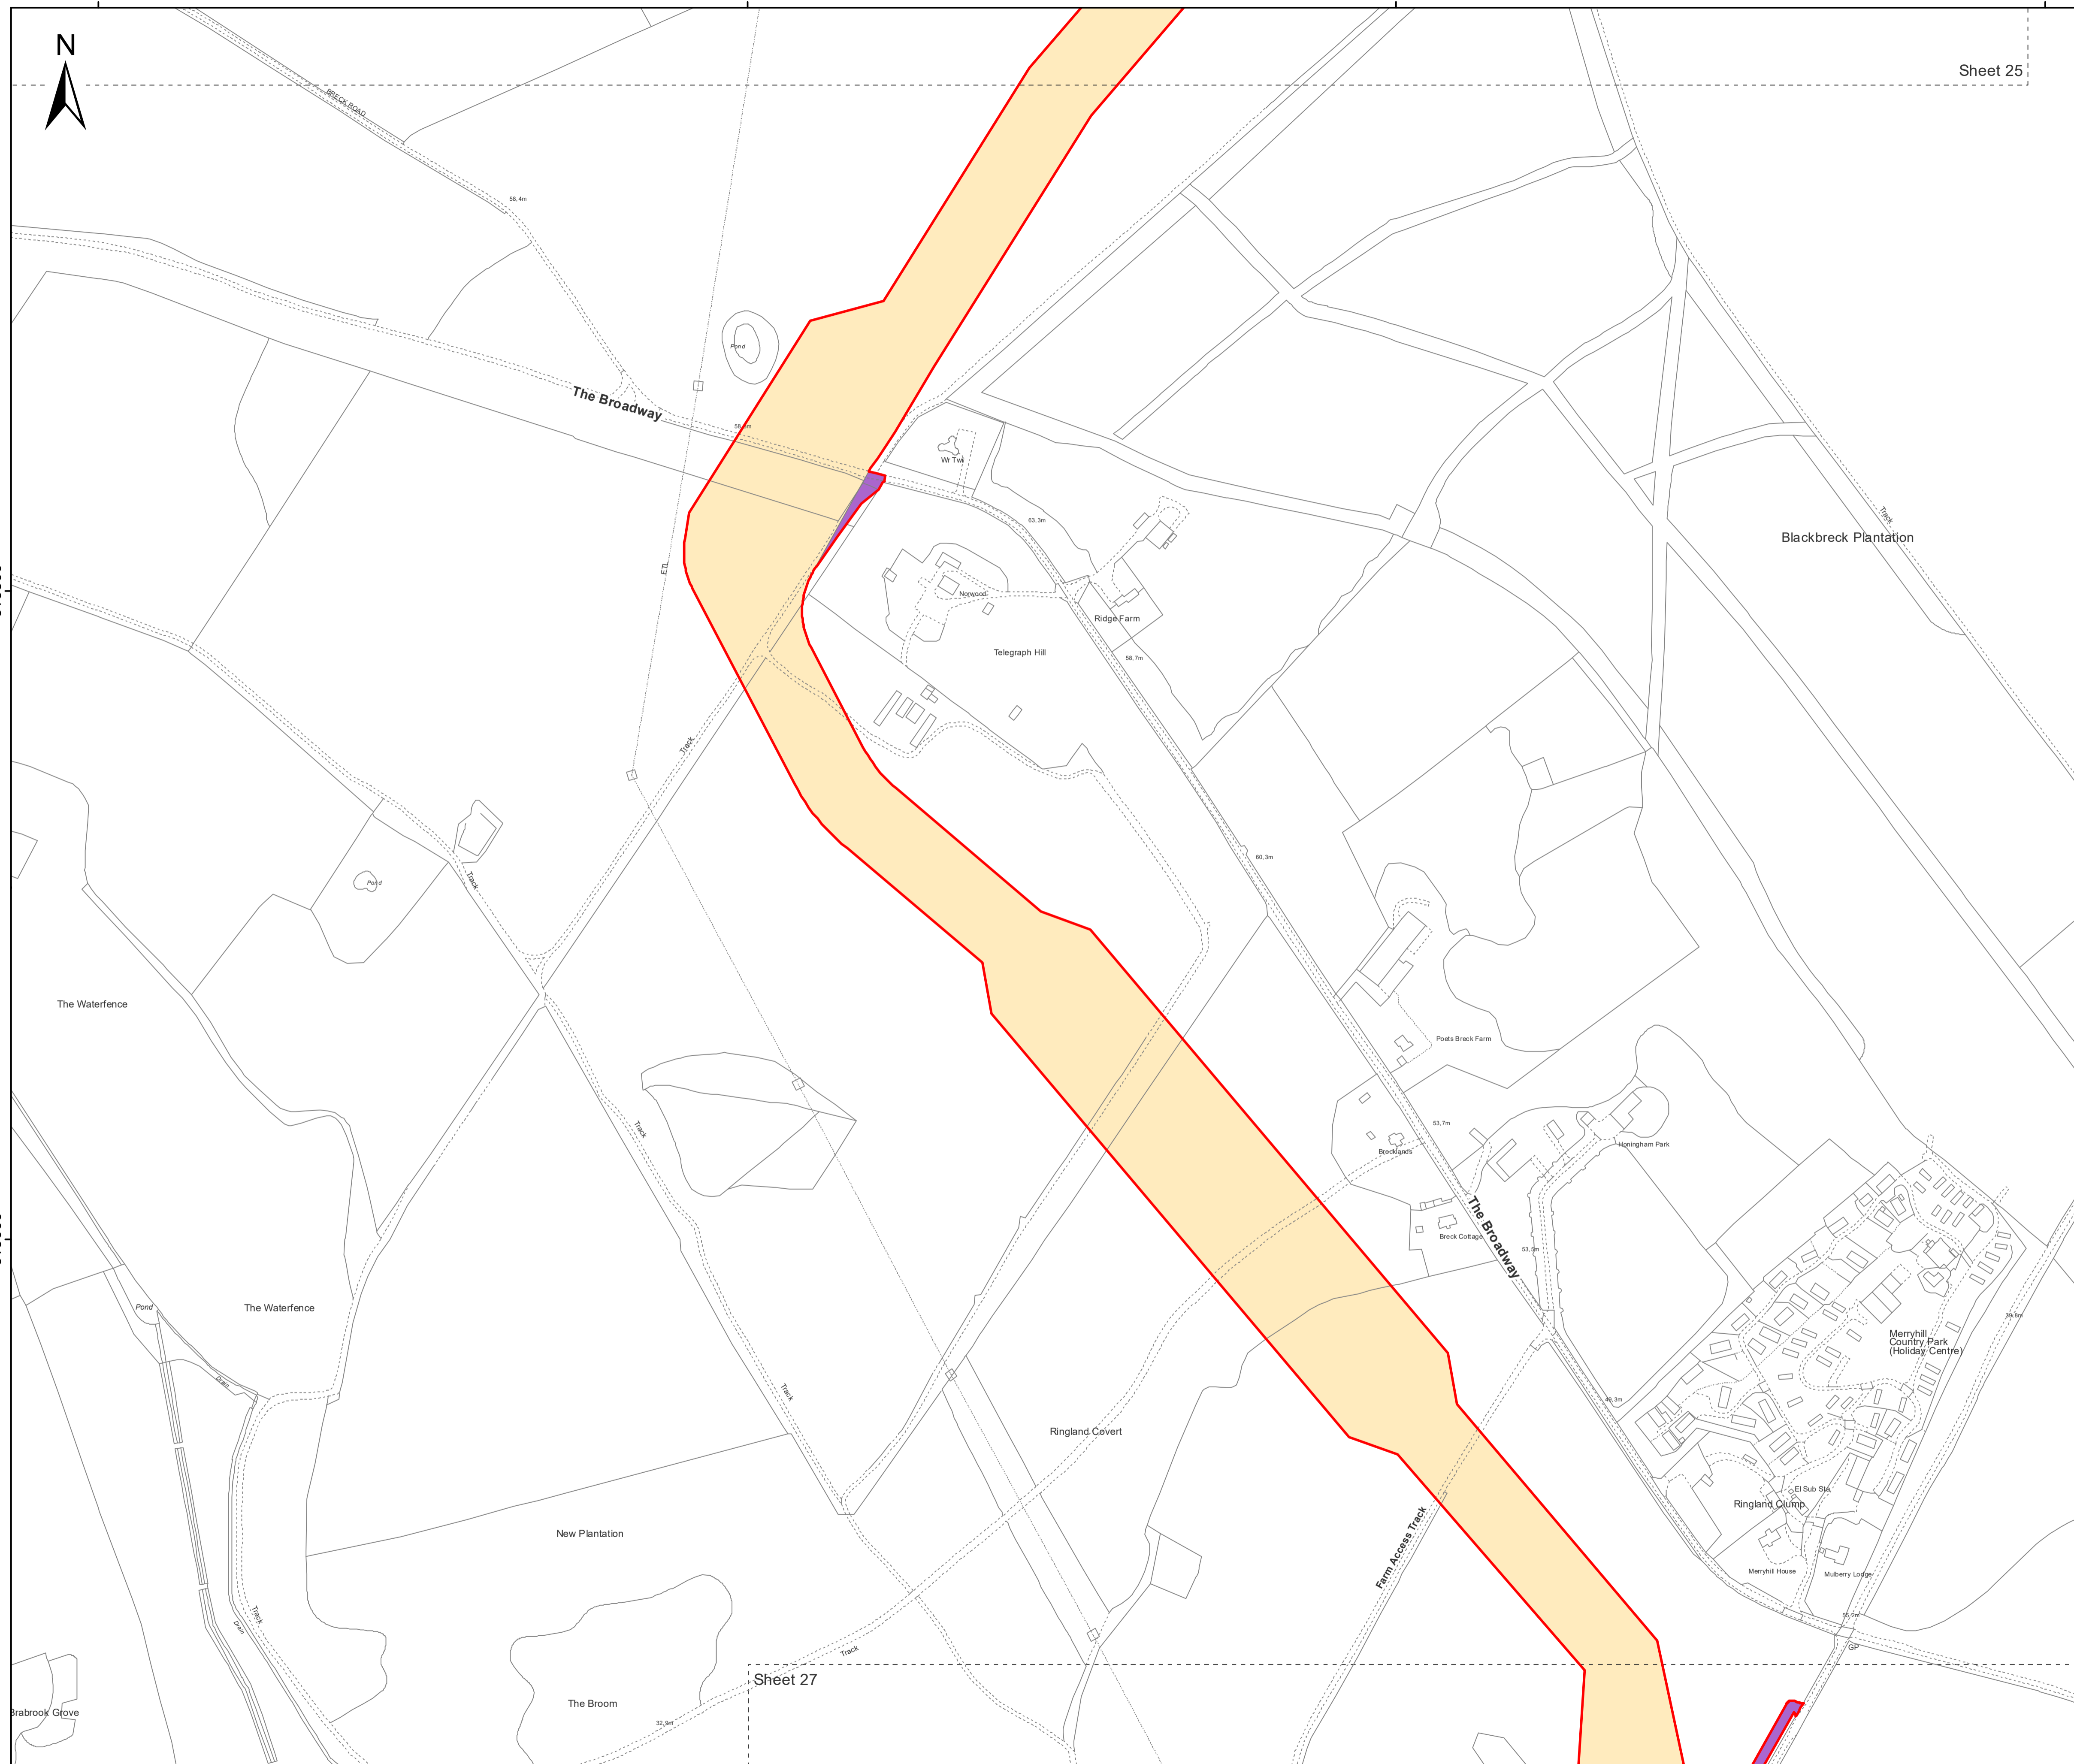 N
Sheet 25
BRECK ROAD
58.4m
Pond
The Broadway
Wr Twr
63.3m
Track
Blackbreck Plantation
ETL
Norwood
Ridge Farm
Telegraph Hill
58.7m
Track
60.3m
Track
Pond
The Waterfence
Poets Breck Farm
53.7m
Track
Honingham Park
Brecklands
The Broadway
Breck Cottage
53.5m
Pond
The Waterfence
Merryhill
Country Park
(Holiday Centre)
Drain
Track
49.3m
Ringland Covert
El Sub Sta
Ringland Clump
New Plantation
Farm Access Track
Merryhill House
Mulberry Lodge
Track
Drain
GP
Track
Sheet 27
The Broom
Brabrook Grove
32.9m